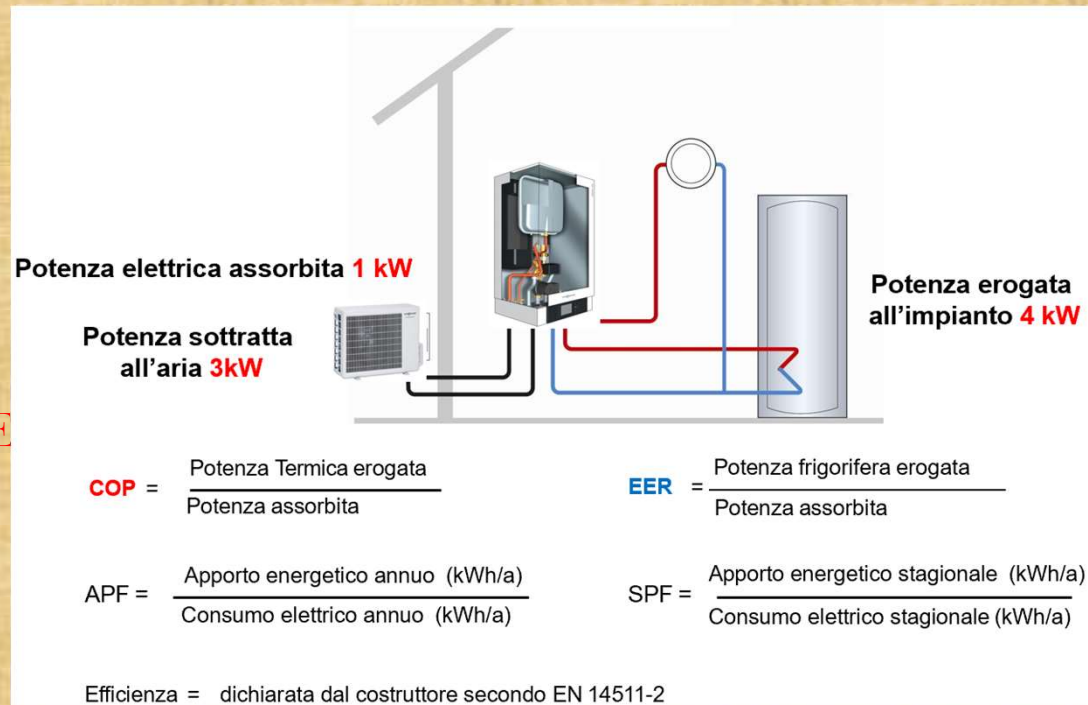 Potenza elettrica assorbita 1 kW
Potenza sottratta
all'aria 3kW
Potenza erogata
all'impianto 4 kW
COP =
Potenza Termica erogata
Potenza assorbita
EER =
Potenza frigorifera erogata
Potenza assorbita
APF =
Apporto energetico annuo (kWh/a)
Consumo elettrico annuo (kWh/a)
SPF =
Apporto energetico stagionale (kWh/a)
Consumo elettrico stagionale (kWh/a)
Efficienza = dichiarata dal costruttore secondo EN 14511-2